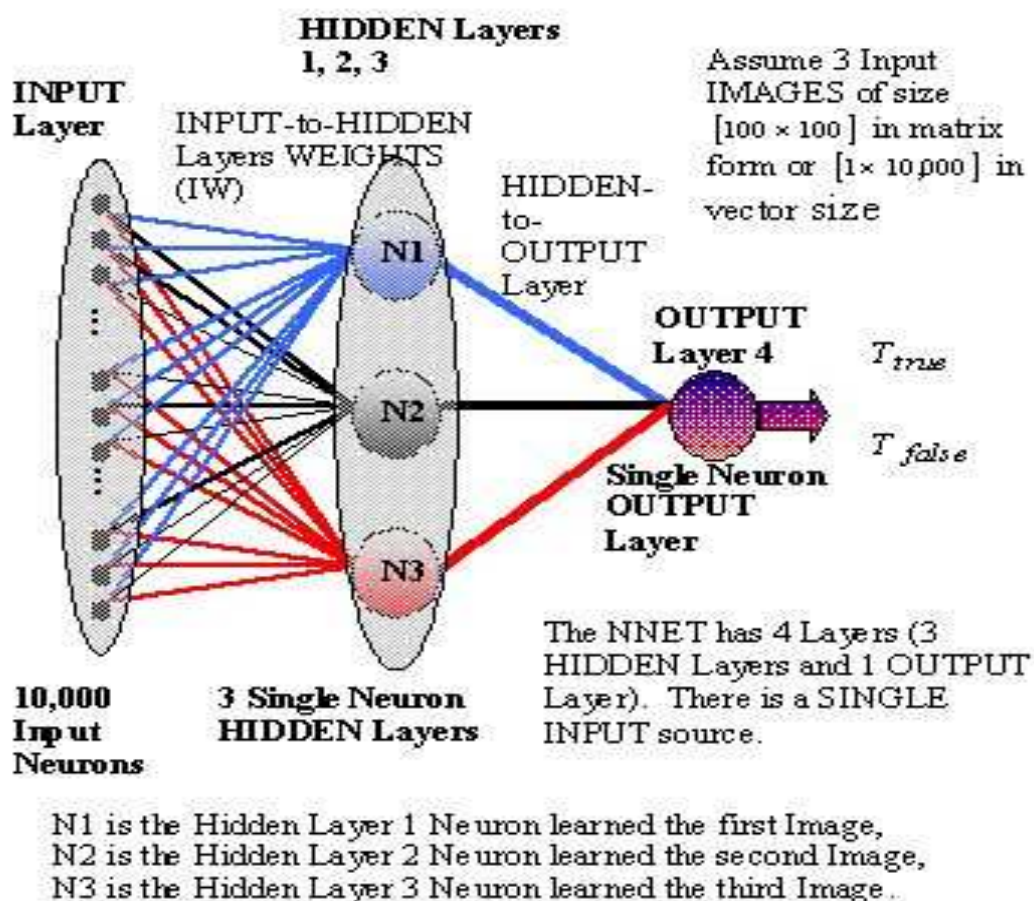 HIDDEN Layers
1, 2, 3
INPUT
Layer
INPUT-to-HIDDEN
Layers WEIGHTS
(IW)
Assume 3 Input
IMAGES of size
[100 × 100] in matrix
form or [1× 10,000] in
vector size
HIDDEN-
to-
OUTPUT
Layer
N1
N2
N3
OUTPUT
Layer 4
T true
T false
Single Neuron
OUTPUT
Layer
10,000
Input
Neurons
3 Single Neuron
HIDDEN Layers
The NNET has 4 Layers (3
HIDDEN Layers and 1 OUTPUT
Layer). There is a SINGLE
INPUT source.
N1 is the Hidden Layer 1 Neuron learned the first Image,
N2 is the Hidden Layer 2 Neuron learned the second Image,
N3 is the Hidden Layer 3 Neuron learned the third Image.